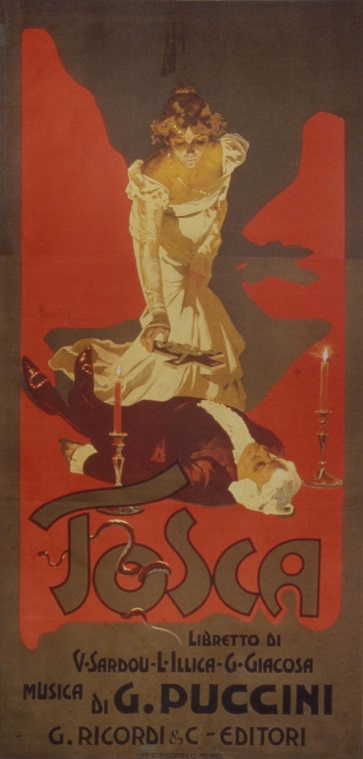 TOSCA
LIBRETTO DI
V·SARDOU-L·ILLICA-G·GIACOSA
MUSICA DI G. PUCCINI
G. RICORDI & C - EDITORI